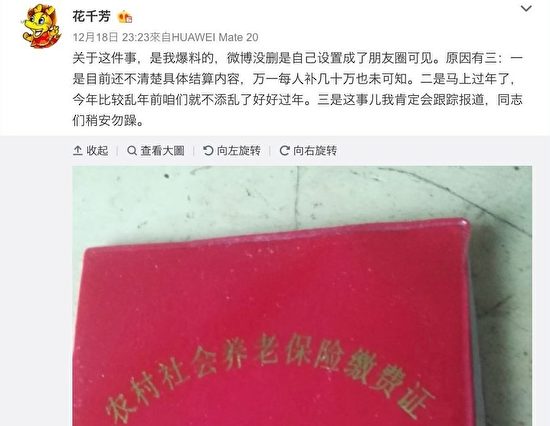 花千芳
12月18日 23:23來自HUAWEI Mate 20
关于这件事，是我爆料的，微博没删是自己设置成了朋友圈可见。原因有三：一
是目前还不清楚具体结算内容，万一每人补几十万也未可知。二是马上过年了，
今年比较乱年前咱们就不添乱了好好过年。三是这事儿我肯定会跟踪报道，同志
们稍安勿躁。
收起 查看大圖 向左旋转 向右旋转
农村社会养老保险缴费证